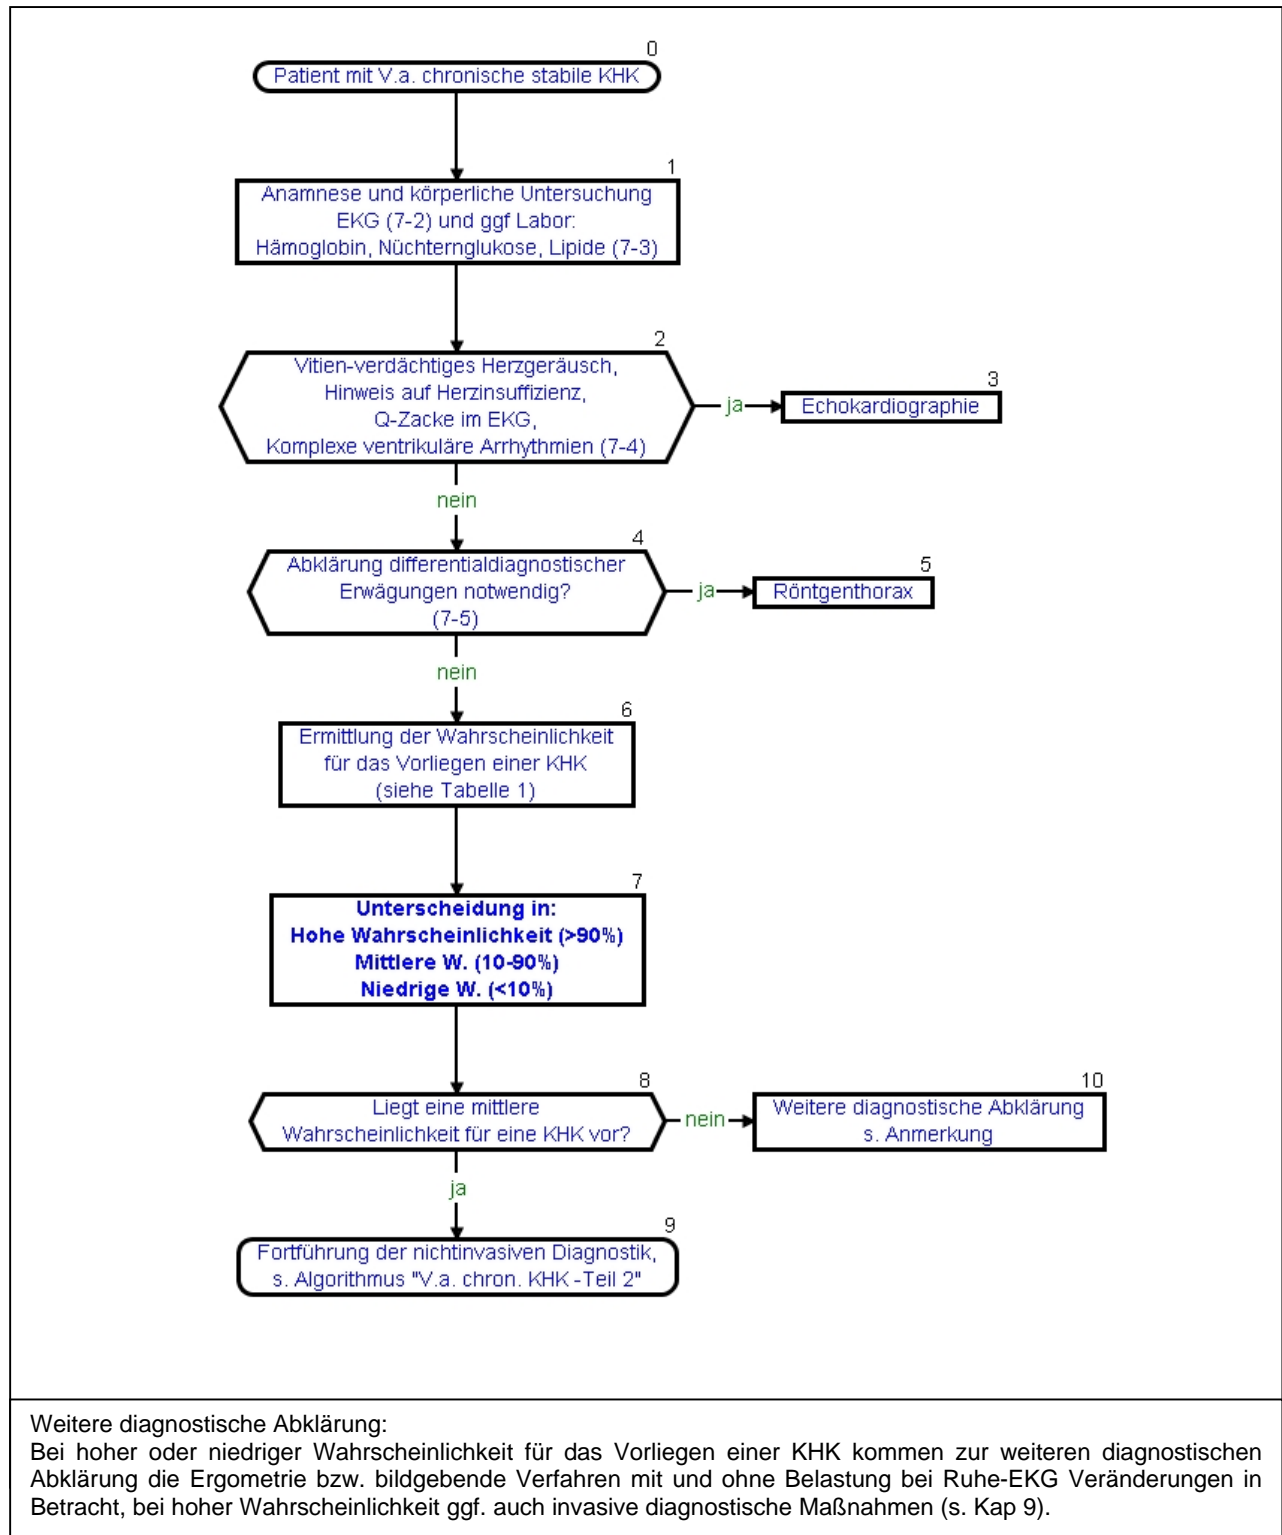 0
Patient mit V.a. chronische stabile KHK
1
Anamnese und körperliche Untersuchung
EKG (7-2) und ggf Labor:
Hämoglobin, Nüchternglukose, Lipide (7-3)
2
Vitien-verdächtiges Herzgeräusch,
Hinweis auf Herzinsuffizienz,
Q-Zacke im EKG,
Komplexe ventrikuläre Arrhythmien (7-4)
ja
3
Echokardiographie
nein
4
Abklärung differentialdiagnostischer
Erwägungen notwendig?
(7-5)
ja
5
Röntgenthorax
nein
6
Ermittlung der Wahrscheinlichkeit
für das Vorliegen einer KHK
(siehe Tabelle 1)
7
Unterscheidung in:
Hohe Wahrscheinlichkeit (>90%)
Mittlere W. (10-90%)
Niedrige W. (<10%)
8
Liegt eine mittlere
Wahrscheinlichkeit für eine KHK vor?
nein
10
Weitere diagnostische Abklärung
s. Anmerkung
ja
9
Fortführung der nichtinvasiven Diagnostik,
s. Algorithmus "V.a. chron. KHK -Teil 2"
Weitere diagnostische Abklärung:
Bei hoher oder niedriger Wahrscheinlichkeit für das Vorliegen einer KHK kommen zur weiteren diagnostischen
Abklärung die Ergometrie bzw. bildgebende Verfahren mit und ohne Belastung bei Ruhe-EKG Veränderungen in
Betracht, bei hoher Wahrscheinlichkeit ggf. auch invasive diagnostische Maßnahmen (s. Kap 9).